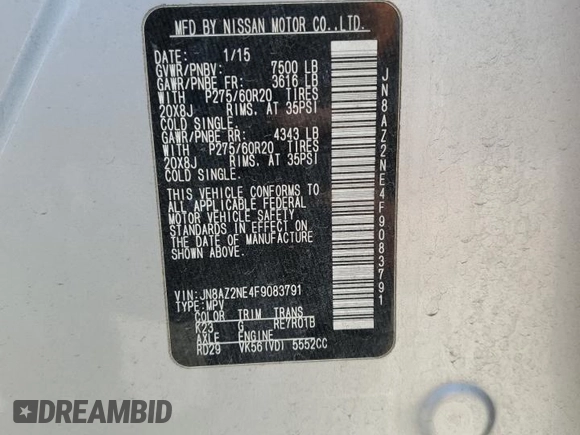 MFD BY NISSAN MOTOR CO.,LTD.
DATE: 1/15
GVWR/PNBV: 7500 LB
GAWR/PNBE FR: 3616 LB
WITH P275/60R20 TIRES
20X8J RIMS, AT 35PSI
COLD SINGLE.
GAWR/PNBE RR: 4343 LB
WITH P275/60R20 TIRES
20X8J RIMS, AT 35PSI
COLD SINGLE.
THIS VEHICLE CONFORMS TO
ALL APPLICABLE FEDERAL
MOTOR VEHICLE SAFETY
STANDARDS IN EFFECT ON
THE DATE OF MANUFACTURE
SHOWN ABOVE.
VIN: JN8AZ2NE4F9083791
TYPE: MPV
COLOR TRIM TRANS
K23 G RE7R01B
AXLE ENGINE
RD29 VK56(VD) 5552CC
JN8AZ2NE4F9083791
DREAMBID